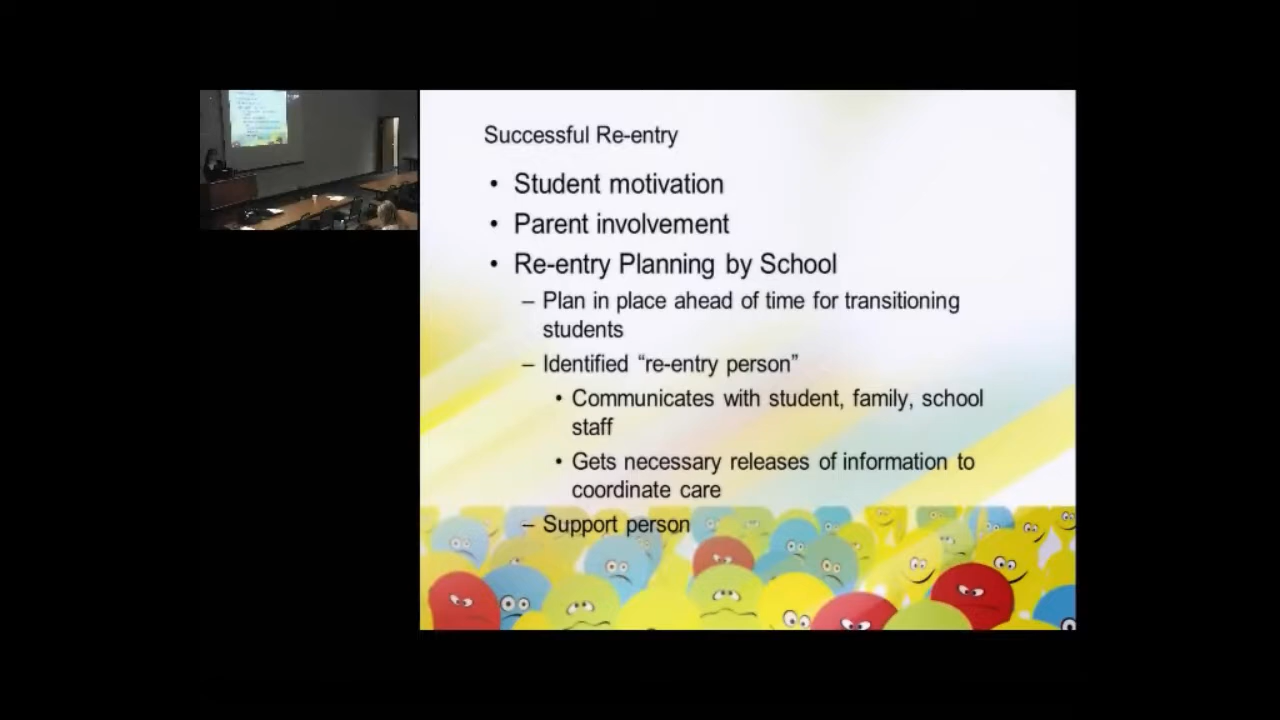 Successful Re-entry
• Student motivation
• Parent involvement
• Re-entry Planning by School
– Plan in place ahead of time for transitioning
students
– Identified “re-entry person”
• Communicates with student, family, school
staff
• Gets necessary releases of information to
coordinate care
– Support person